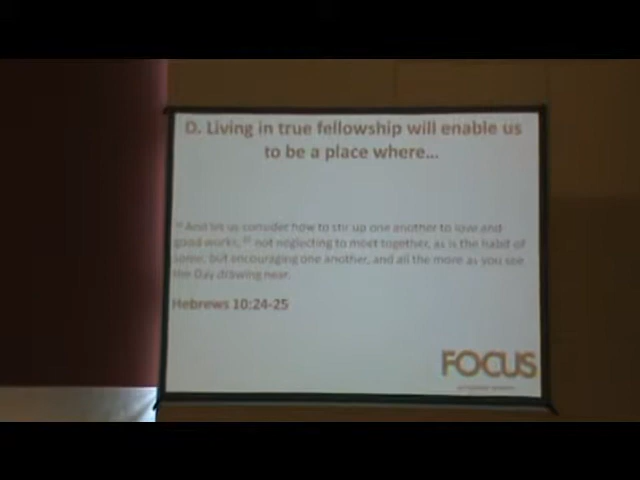 D. Living in true fellowship will enable us
to be a place where...
24 And let us consider how to stir up one another to love and
good works, 25 not neglecting to meet together, as is the habit of
some, but encouraging one another, and all the more as you see
the Day drawing near.
Hebrews 10:24-25
FOCUS